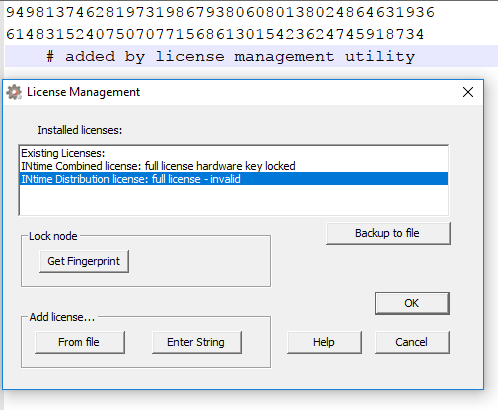 94981374628197319867938060801380248646319​36
6148315240750707715686130154236247459187​34
# added by license management utility
License Management
Installed licenses:
Existing Licenses:
INtime Combined license: full license hardware key locked
INtime Distribution license: full license - invalid
Backup to file
Lock node
Get Fingerprint
OK
Add license...
From file
Enter String
Help
Cancel